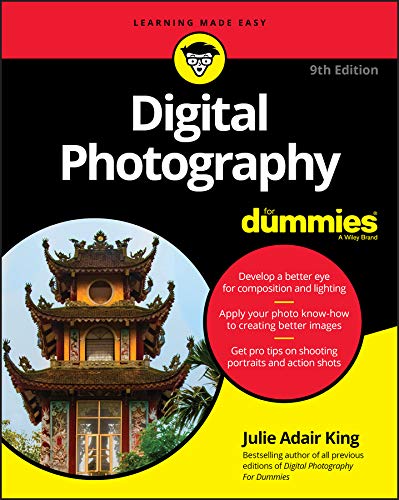 LEARNING MADE EASY
9th Edition
Digital
Photography
for
dummies®
A Wiley Brand
Develop a better eye
for composition and lighting
Apply your photo know-how
to creating better images
Get pro tips on shooting
portraits and action shots
Julie Adair King
Bestselling author of all previous
editions of Digital Photography
For Dummies